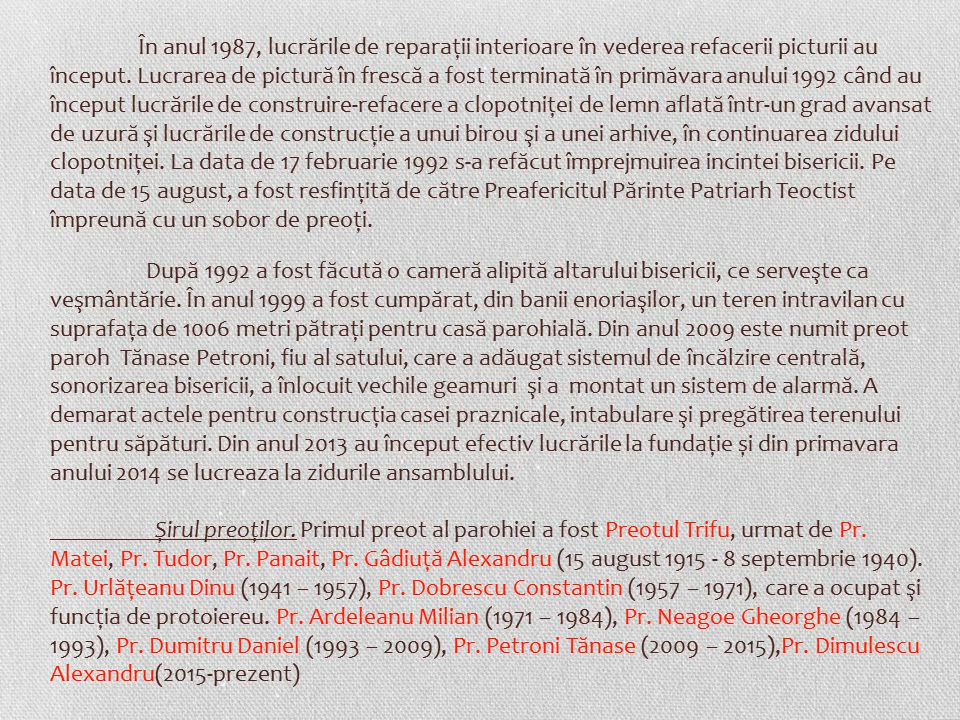 În anul 1987, lucrările de reparații interioare în vederea refacerii picturii au
început. Lucrarea de pictură în frescă a fost terminată în primăvara anului 1992 când au
început lucrările de construire-refacere a clopotniței de lemn aflată într-un grad avansat
de uzură şi lucrările de construcție a unui birou şi a unei arhive, în continuarea zidului
clopotniței. La data de 17 februarie 1992 s-a refăcut împrejmuirea incintei bisericii. Pe
data de 15 august, a fost resfințită de către Preafericitul Părinte Patriarh Teoctist
împreună cu un sobor de preoți.
După 1992 a fost făcută o cameră alipită altarului bisericii, ce serveşte ca
veşmântărie. În anul 1999 a fost cumpărat, din banii enoriaşilor, un teren intravilan cu
suprafața de 1006 metri pătrați pentru casă parohială. Din anul 2009 este numit preot
paroh Tănase Petroni, fiu al satului, care a adăugat sistemul de încălzire centrală,
sonorizarea bisericii, a înlocuit vechile geamuri şi a montat un sistem de alarmă. A
demarat actele pentru construcția casei praznicale, intabulare şi pregătirea terenului
pentru săpături. Din anul 2013 au început efectiv lucrările la fundație și din primavara
anului 2014 se lucreaza la zidurile ansamblului.
Șirul preoților. Primul preot al parohiei a fost Preotul Trifu, urmat de Pr.
Matei, Pr. Tudor, Pr. Panait, Pr. Gâdiuță Alexandru (15 august 1915 - 8 septembrie 1940).
Pr. Urlățeanu Dinu (1941 – 1957), Pr. Dobrescu Constantin (1957 – 1971), care a ocupat şi
funcția de protoiereu. Pr. Ardeleanu Milian (1971 – 1984), Pr. Neagoe Gheorghe (1984 –
1993), Pr. Dumitru Daniel (1993 – 2009), Pr. Petroni Tănase (2009 – 2015),Pr. Dimulescu
Alexandru(2015-prezent)